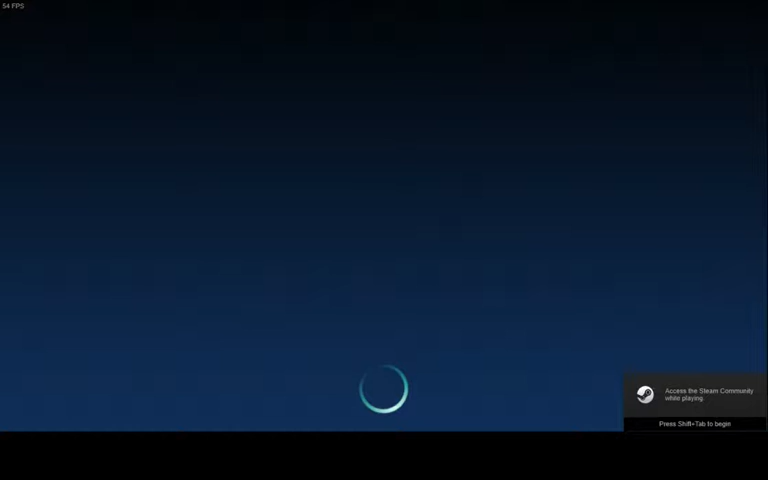 54 FPS
Access the Steam Community
while playing
Press Shift+Tab to begin